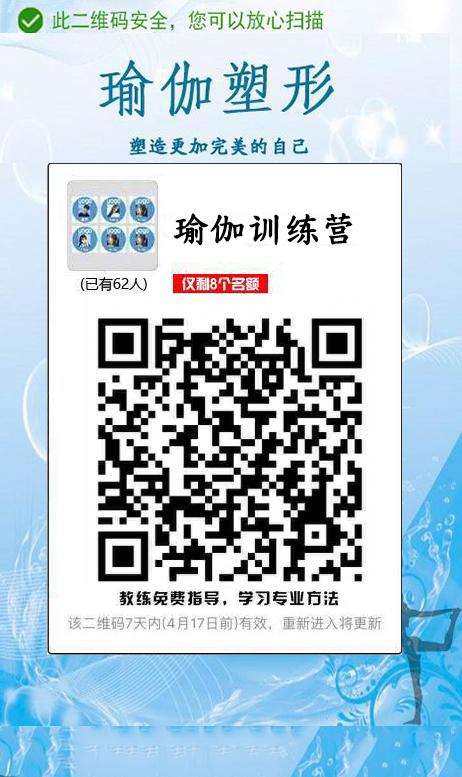 此二维码安全，您可以放心扫描
瑜伽塑形
塑造更加完美的自己
瑜伽训练营
(已有62人)
仅剩8个名额
教练免费指导，学习专业方法
该二维码7天内(4月17日前)有效，重新进入将更新